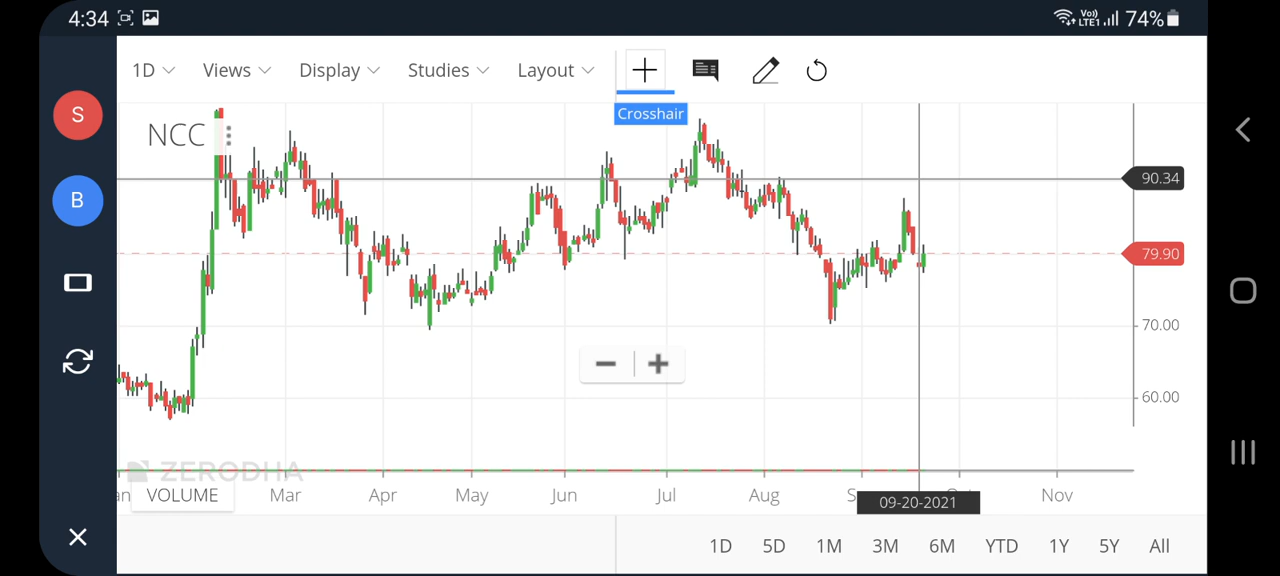 4:34 Vo) LTE1 74%
1D Views Display Studies Layout
S
Crosshair
NCC
90.34
B
79.90
70.00
60.00
ZERODHA
VOLUME Mar Apr May Jun Jul Aug Nov
09-20-2021
1D 5D 1M 3M 6M YTD 1Y 5Y All